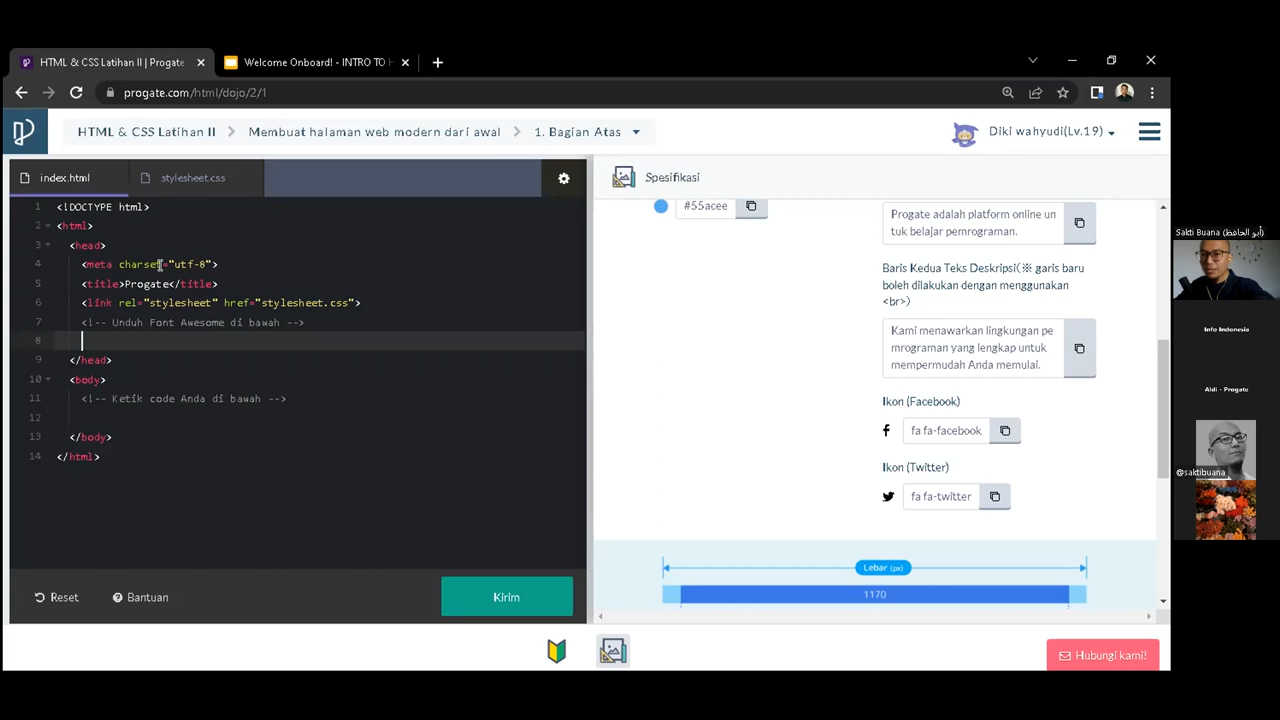 HTML & CSS Latihan II | Progate
Welcome Onboard! - INTRO TO H
progate.com/html/dojo/2/1
HTML & CSS Latihan II
Membuat halaman web modern dari awal
1. Bagian Atas
Diki wahyudi(Lv.19)
index.html
stylesheet.css
Spesifikasi
1 <!DOCTYPE html>
2 <html>
3 <head>
4 <meta charset="utf-8">
5 <title>Progate</title>
6 <link rel="stylesheet" href="stylesheet.css">
7 <!-- Unduh Font Awesome di bawah -->
8
9 </head>
10 <body>
11 <!-- Ketik code Anda di bawah -->
12
13 </body>
14 </html>
Reset
Bantuan
Kirim
#55acee
Progate adalah platform online un
tuk belajar pemrograman.
Baris Kedua Teks Deskripsi(※ garis baru
boleh dilakukan dengan menggunakan
<br>)
Kami menawarkan lingkungan pe
mrograman yang lengkap untuk
mempermudah Anda memulai.
Ikon (Facebook)
fa fa-facebook
Ikon (Twitter)
fa fa-twitter
Lebar (px)
1170
Hubungi kami!
Sakti Buana (أبو الحافظ)
Info Indonesia
Aldi - Progate
@saktibuana